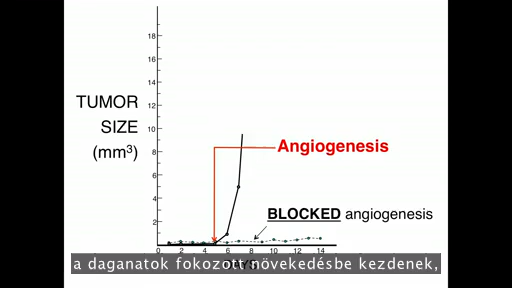 TUMOR
SIZE
(mm³)
18
16
14
12
10
8
6
4
2
Angiogenesis
BLOCKED angiogenesis
0 2 4 6 8 10 12 14
a daganatok fokozott növekedésbe kezdenek,